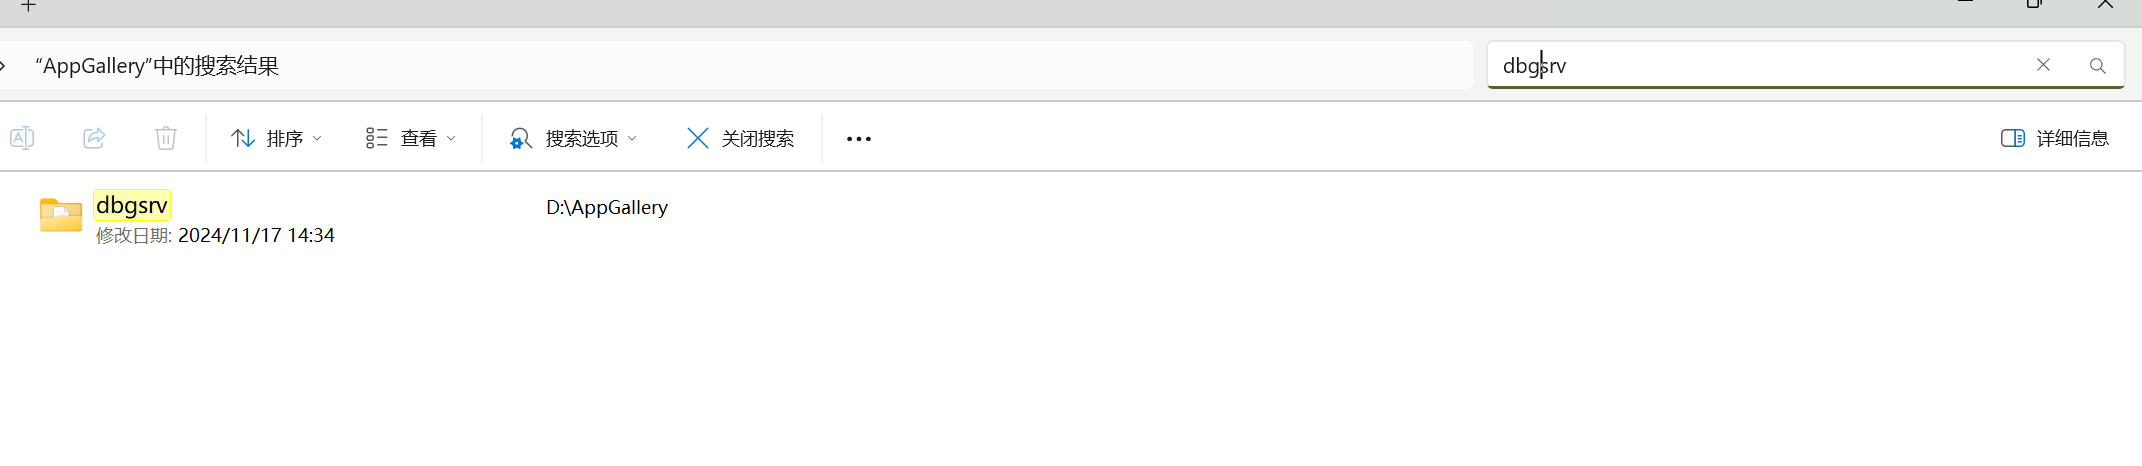 “AppGallery”中的搜索结果
dbgsrv
排序
查看
搜索选项
关闭搜索
详细信息
dbgsrv
D:\AppGallery
修改日期: 2024/11/17 14:34